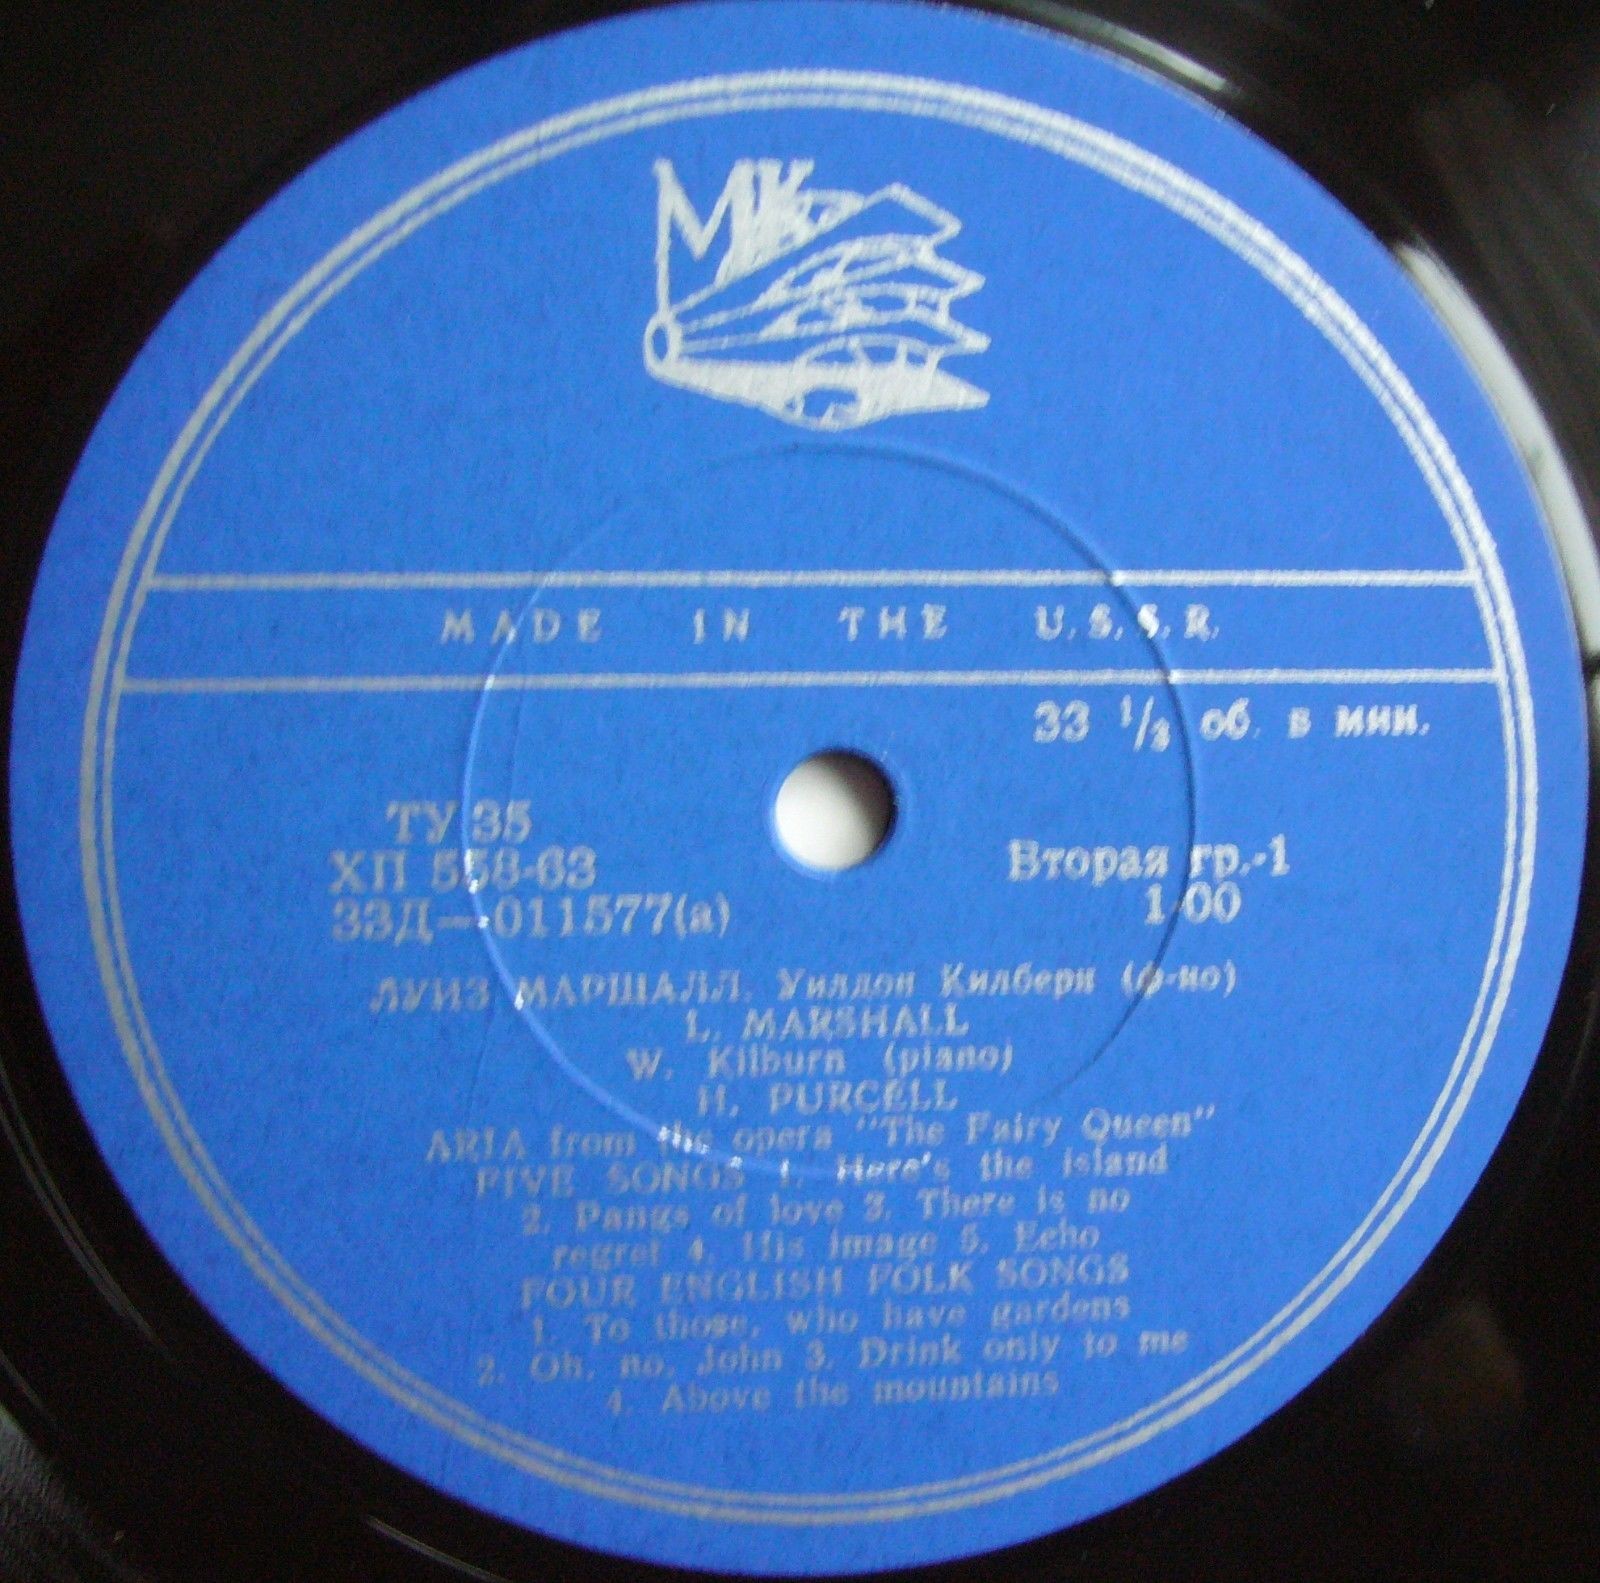 МК
MADE IN THE U.S.S.R.
33 1/3 об. в мин.
ТУ 35
ХП 558-63
33Д—011577(а)
Вторая гр.-1
1-00
ЛУИЗ МАРШАЛЛ. Уилдон Килберн (ф-но)
L. MARSHALL
W. Kilburn (piano)
H. PURCELL
ARIA from the opera "The Fairy Queen"
FIVE SONGS 1. Here's the island
2. Pangs of love 3. There is no
regret 4. His image 5. Echo
FOUR ENGLISH FOLK SONGS
1. To those, who have gardens
2. Oh, no, John 3. Drink only to me
4. Above the mountains